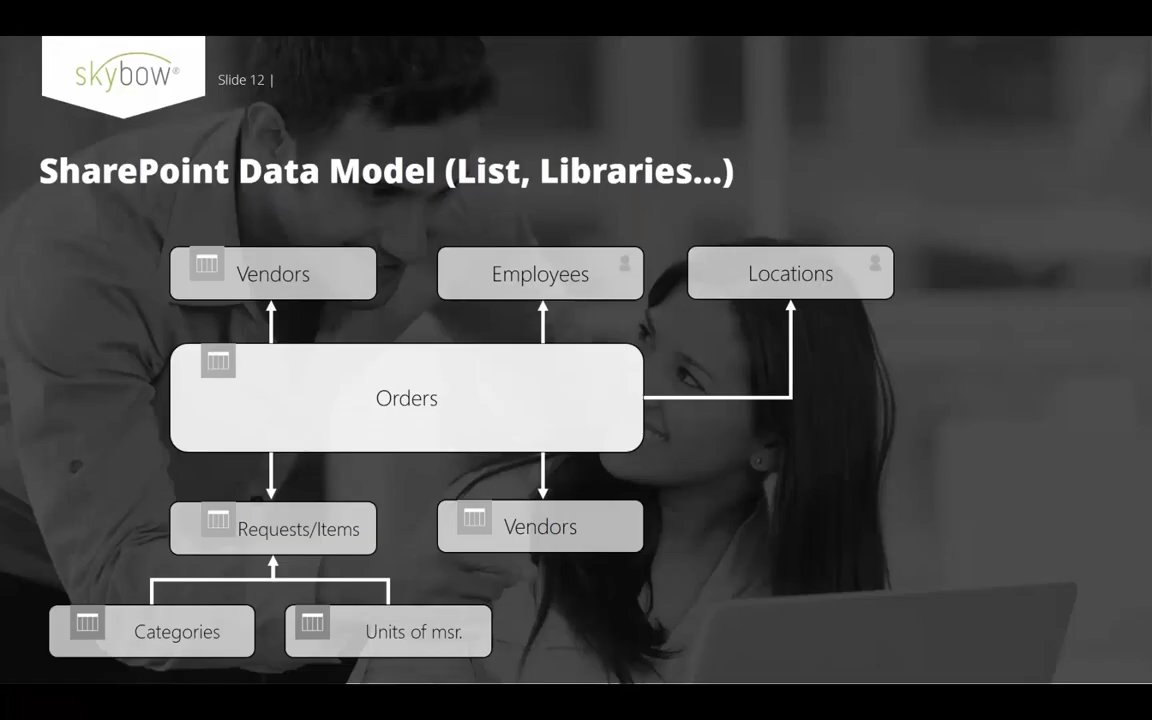 skybow®
Slide 12 |
SharePoint Data Model (List, Libraries...)
Vendors
Employees
Locations
Orders
Requests/Items
Vendors
Categories
Units of msr.